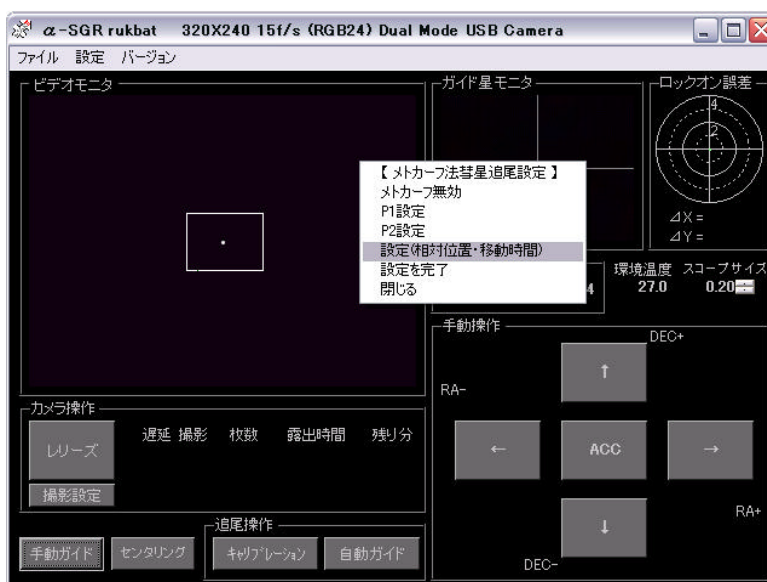 α-SGR rukbat 320X240 15f/s (RGB24) Dual Mode USB Camera
ファイル 設定 バージョン
ビデオモニタ
ガイド星モニタ
ロックオン誤差
4
2
⊿X =
⊿Y =
【 メトカーフ法彗星追尾設定 】
メトカーフ無効
P1設定
P2設定
設定(相対位置・移動時間)
設定を完了
閉じる
4
環境温度 スコープサイズ
27.0 0.20
手動操作
DEC+
RA-
↑
← ACC →
↓
RA+
DEC-
カメラ操作
レリーズ
遅延 撮影 枚数 露出時間 残り分
撮影設定
追尾操作
手動ガイド センタリング キャリブレーション 自動ガイド